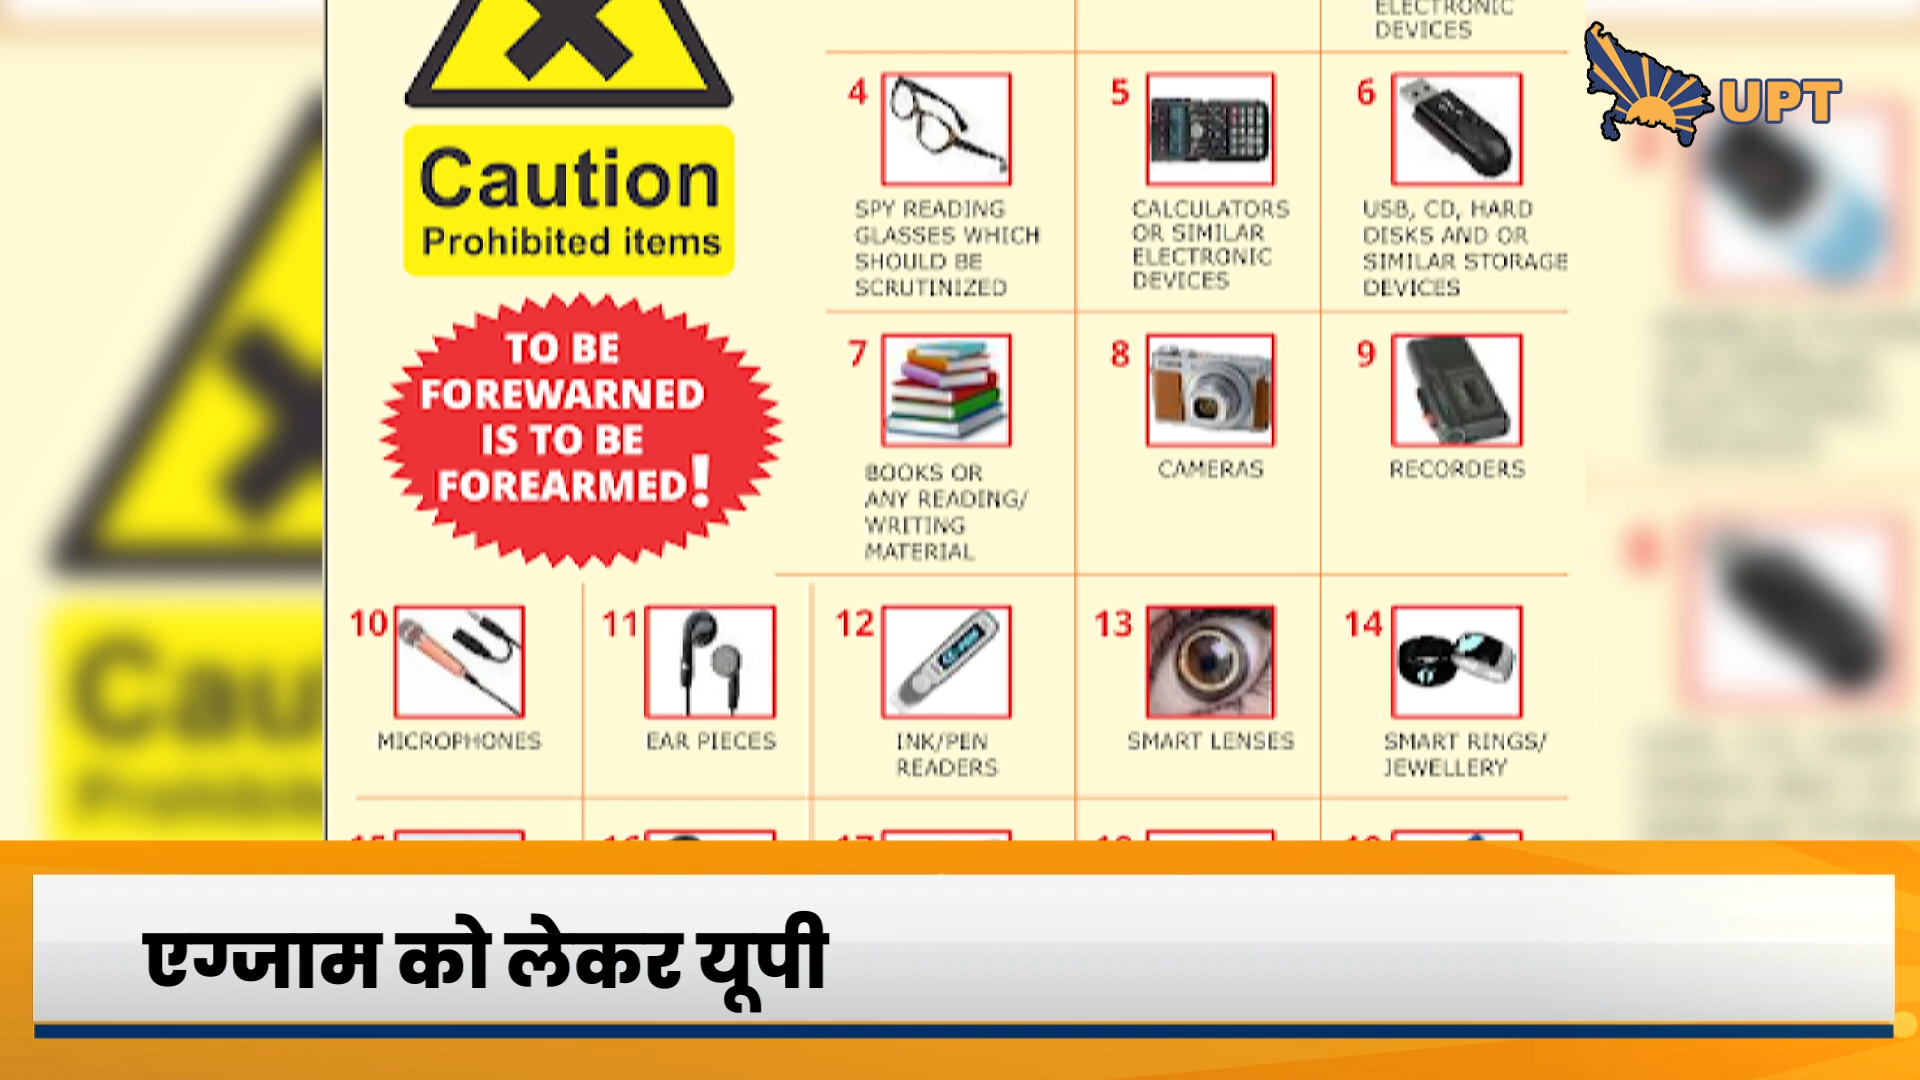 ELECTRONIC
DEVICES
UPT
Caution
Prohibited items
TO BE
FOREWARNED
IS TO BE
FOREARMED!
4
SPY READING
GLASSES WHICH
SHOULD BE
SCRUTINIZED
5
CALCULATORS
OR SIMILAR
ELECTRONIC
DEVICES
6
USB, CD, HARD
DISKS AND OR
SIMILAR STORAGE
DEVICES
7
BOOKS OR
ANY READING/
WRITING
MATERIAL
8
CAMERAS
9
RECORDERS
10
MICROPHONES
11
EAR PIECES
12
INK/PEN
READERS
13
SMART LENSES
14
SMART RINGS/
JEWELLERY
एग्जाम को लेकर यूपी